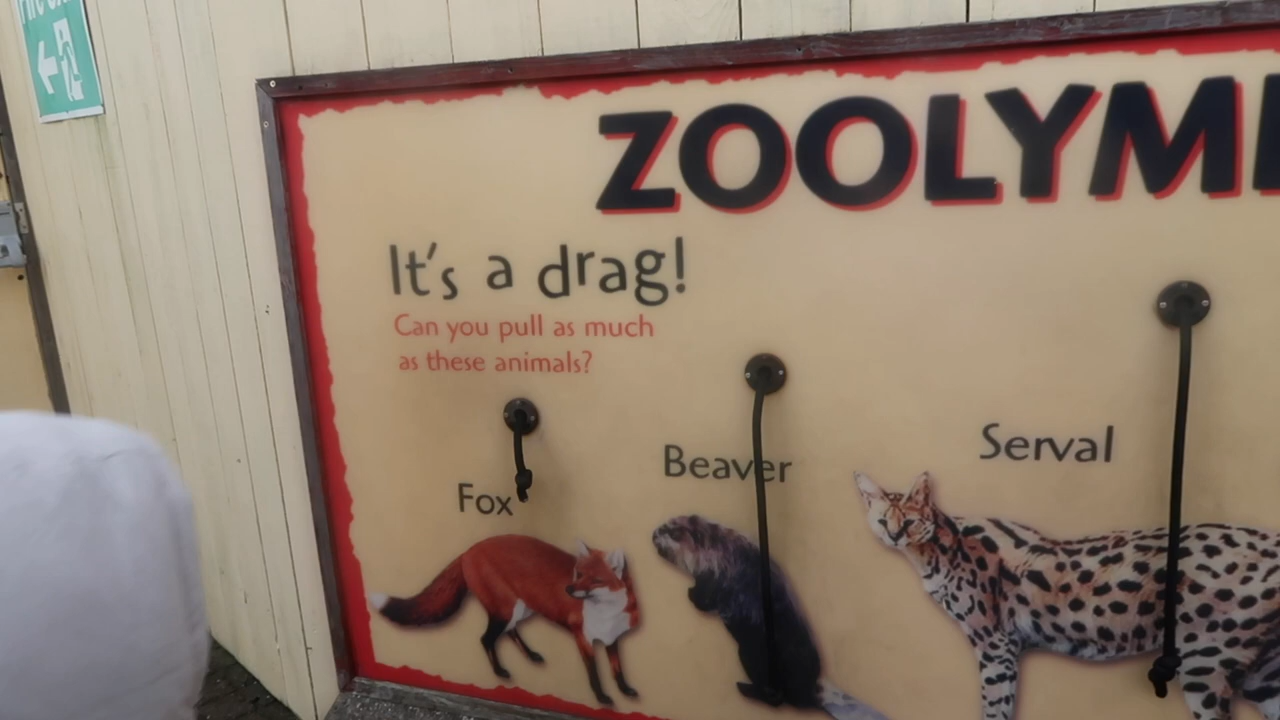 ZOOLYM
It's a drag!
Can you pull as much
as these animals?
Serval
Beaver
Fox